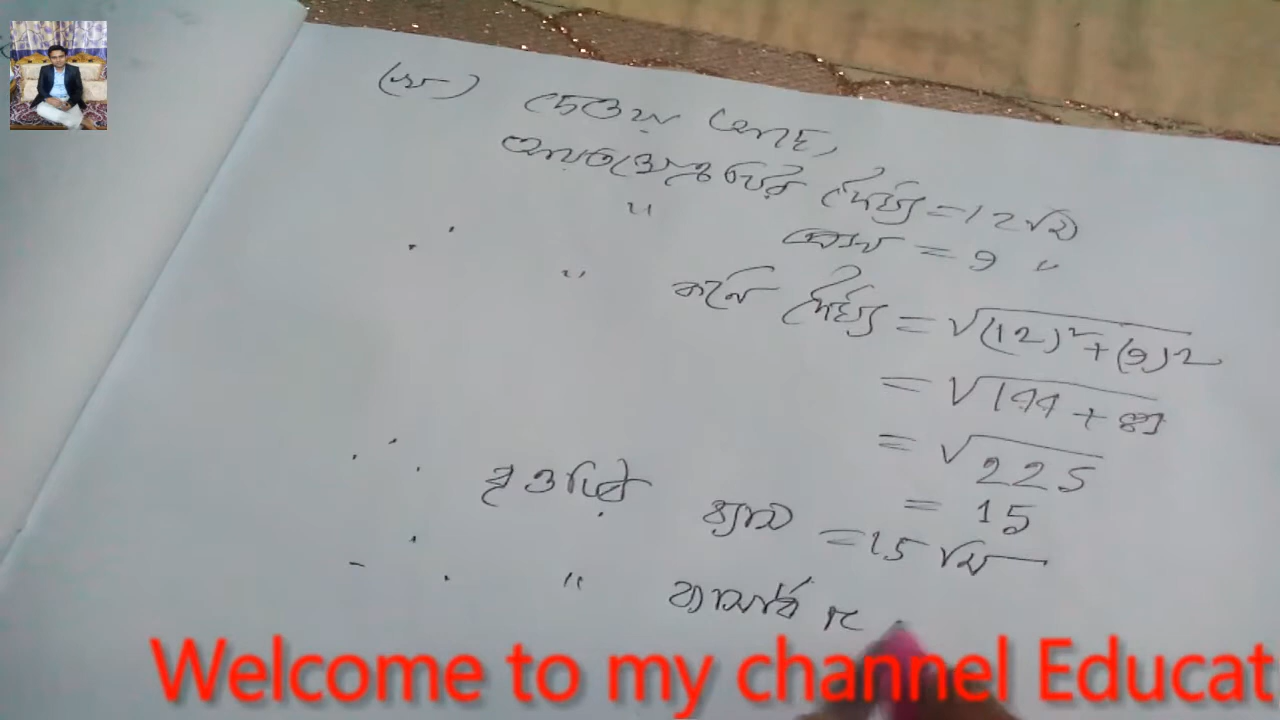 (খ) দেওয়া আছে,
আয়তক্ষেত্রটির দৈর্ঘ্য = 12 সেমি
" প্রস্থ = 9 "
∴ " কর্ণের দৈর্ঘ্য = √(12)² + (9)²
= √144 + 81
= √225
= 15
∴ বৃত্তটির ব্যাস = 15 সেমি
∴ " ব্যাসার্ধ r
Welcome to my channel Educat